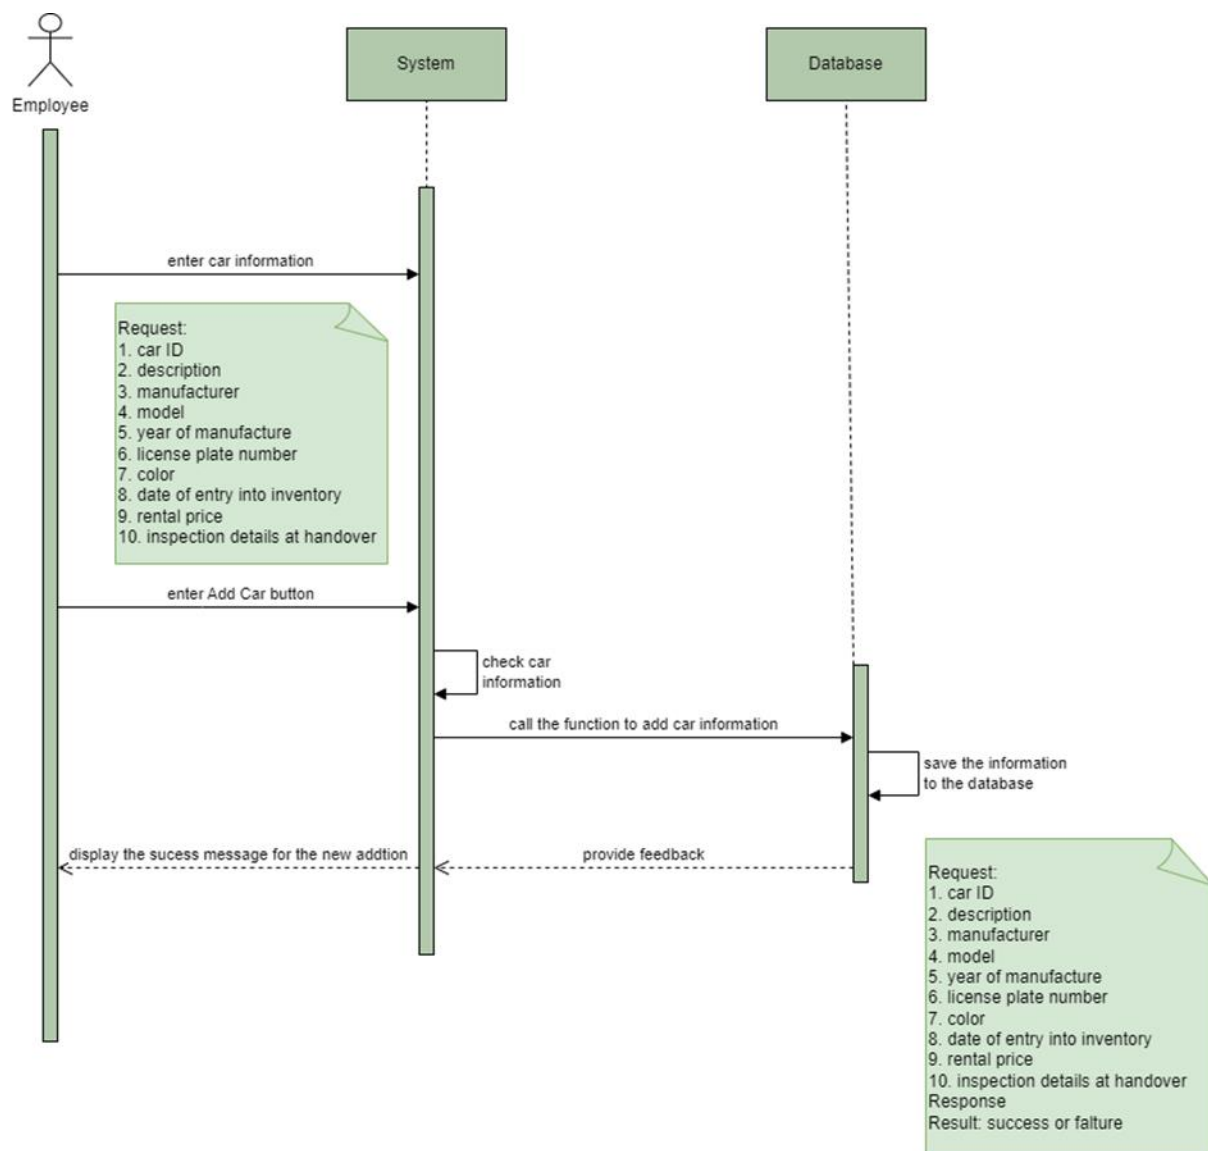 Employee
System
Database
enter car information
Request:
1. car ID
2. description
3. manufacturer
4. model
5. year of manufacture
6. license plate number
7. color
8. date of entry into inventory
9. rental price
10. inspection details at handover
enter Add Car button
check car
information
call the function to add car information
save the information
to the database
display the sucess message for the new addtion
provide feedback
Request:
1. car ID
2. description
3. manufacturer
4. model
5. year of manufacture
6. license plate number
7. color
8. date of entry into inventory
9. rental price
10. inspection details at handover
Response
Result: success or falture